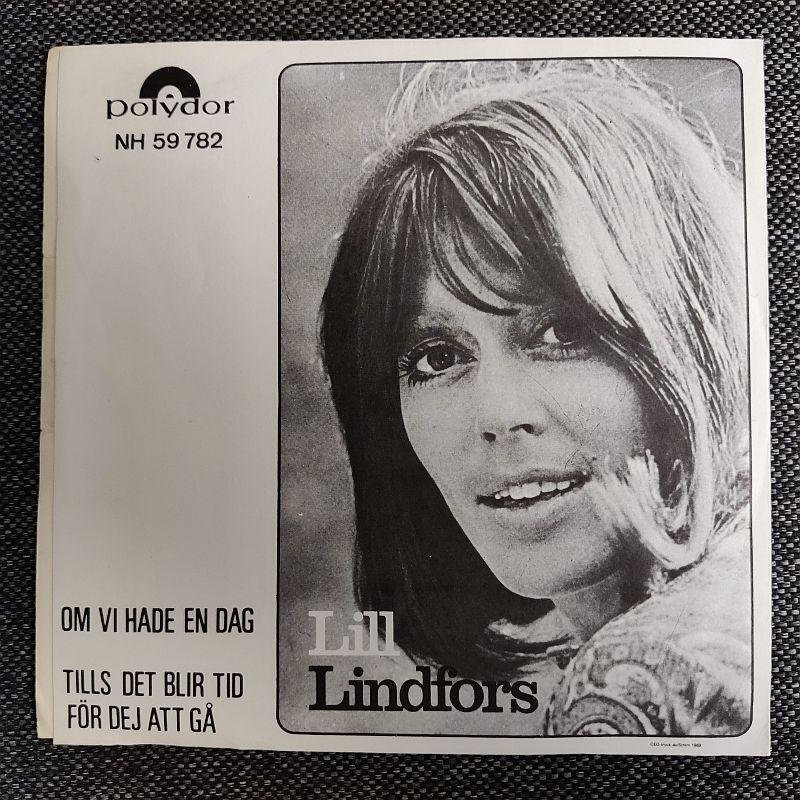 polydor
NH 59 782
OM VI HADE EN DAG
TILLS DET BLIR TID
FÖR DEJ ATT GÅ
Lill
Lindfors
1969